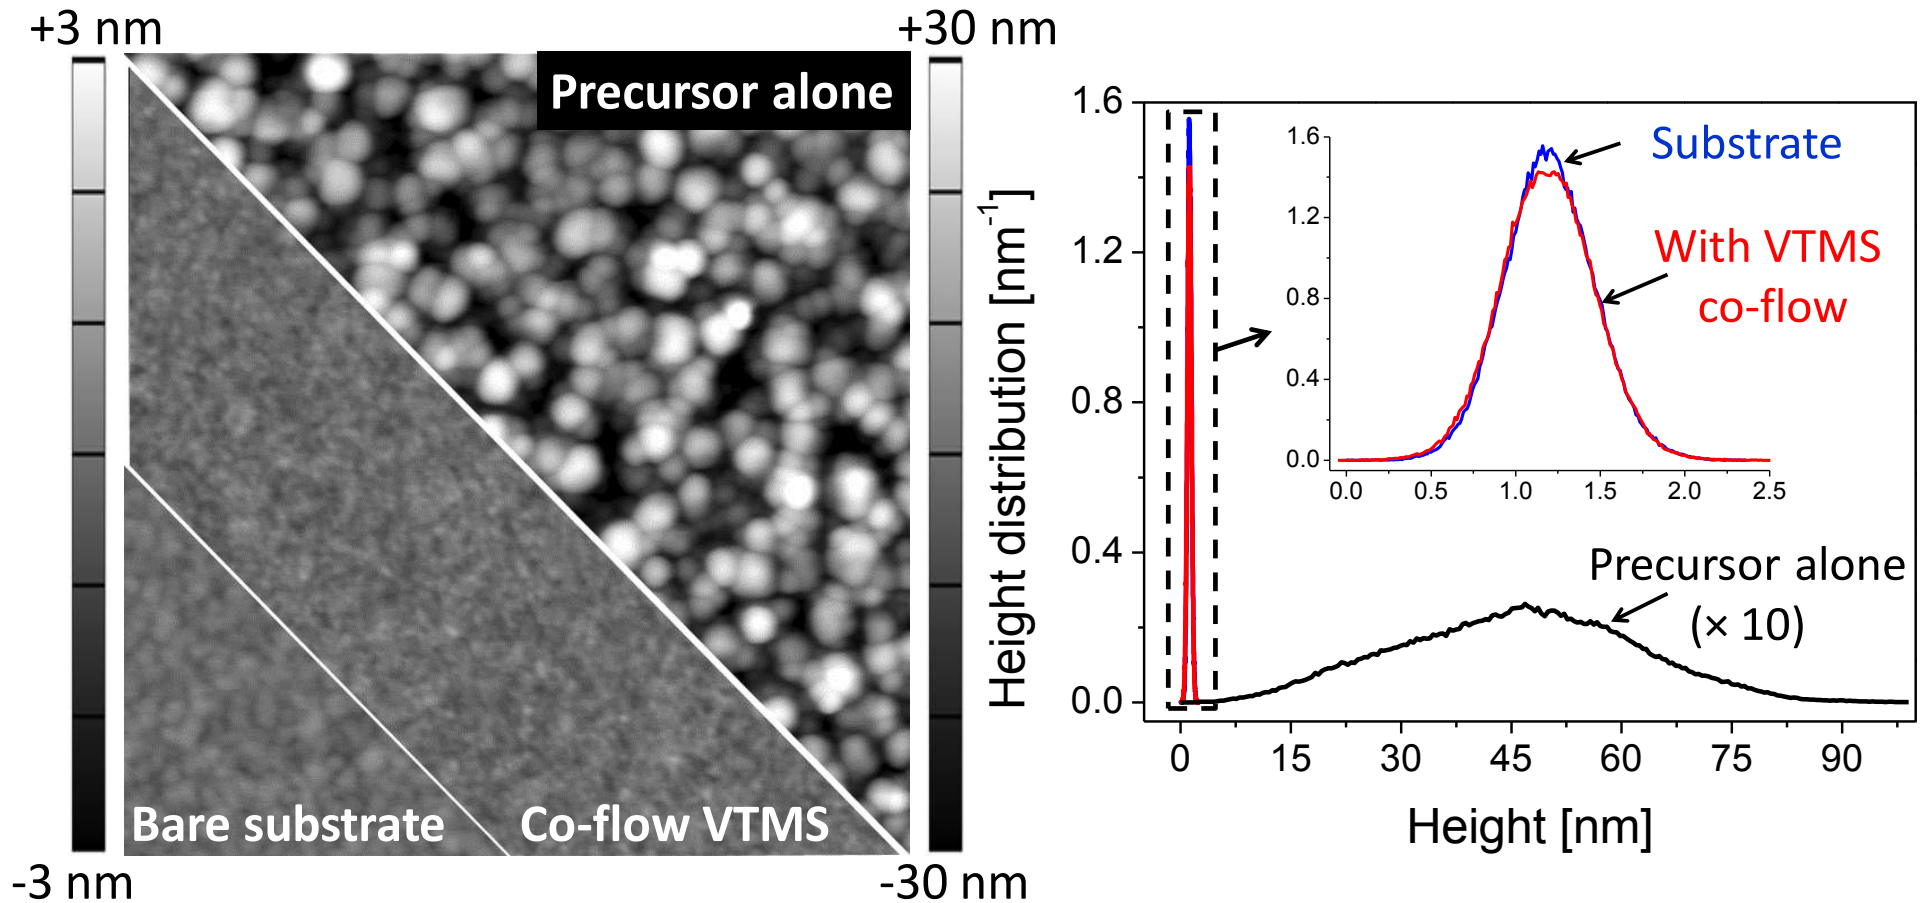 +3 nm
-3 nm
Precursor alone
Bare substrate
Co-flow VTMS
+30 nm
-30 nm
Height distribution [nm⁻¹]
1.6
1.2
0.8
0.4
0.0
0 15 30 45 60 75 90
Height [nm]
1.6
1.2
0.8
0.4
0.0
0.0 0.5 1.0 1.5 2.0 2.5
Substrate
With VTMS
co-flow
Precursor alone
(× 10)